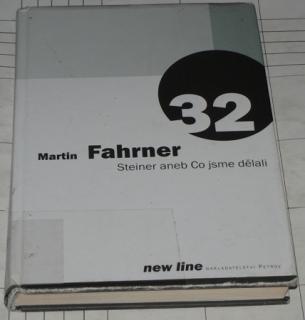 32
Martin Fahrner
Steiner aneb Co jsme dělali
new line NAKLADATELSTVÍ PETROV